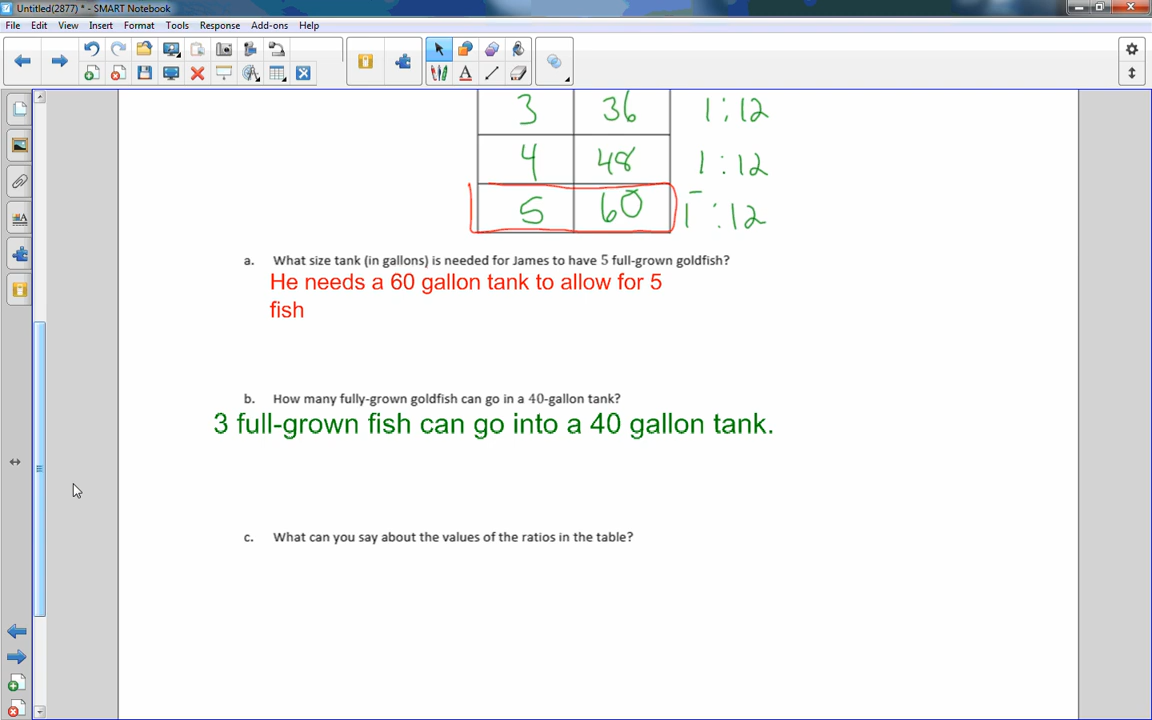 Untitled(2877) * - SMART Notebook
File Edit View Insert Format Tools Response Add-ons Help
3 36 1:12
4 48 1:12
5 60 1:12
a. What size tank (in gallons) is needed for James to have 5 full-grown goldfish?
He needs a 60 gallon tank to allow for 5
fish
b. How many fully-grown goldfish can go in a 40-gallon tank?
3 full-grown fish can go into a 40 gallon tank.
c. What can you say about the values of the ratios in the table?